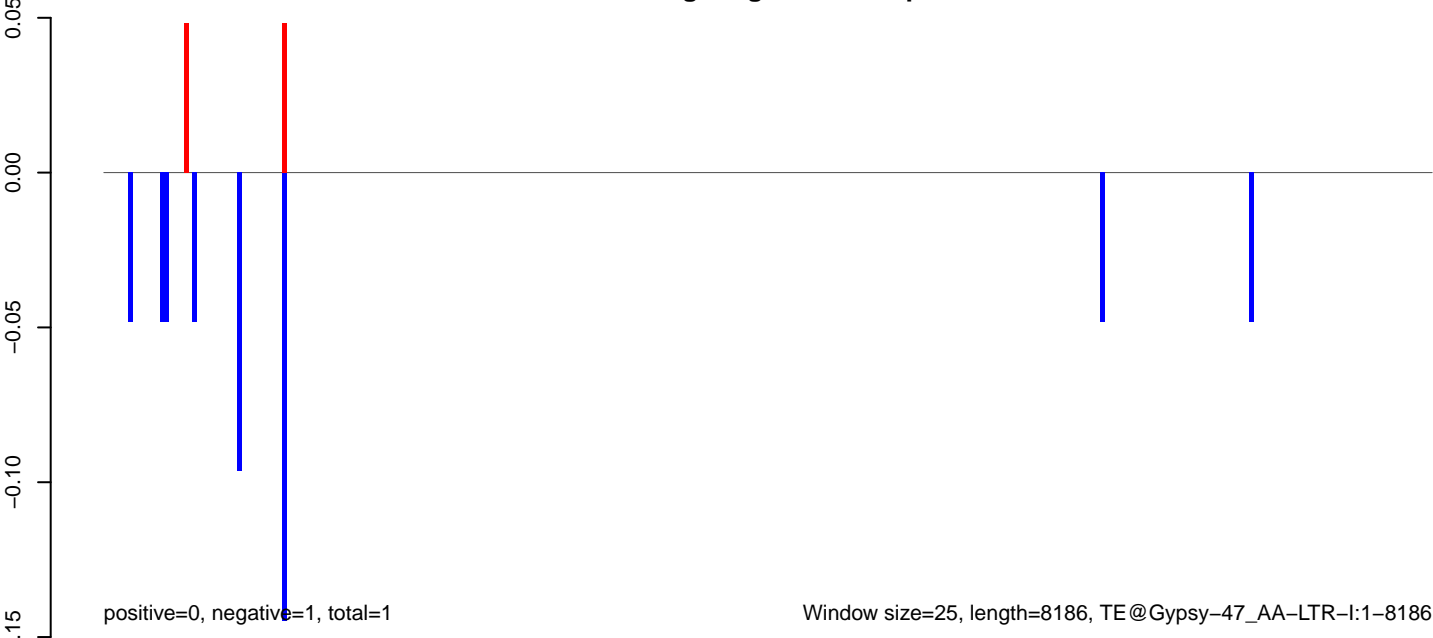 0.05
0.00
−0.05
−0.10
positive=0, negative=1, total=1
Window size=25, length=8186, TE@Gypsy−47_AA−LTR−I:1−8186